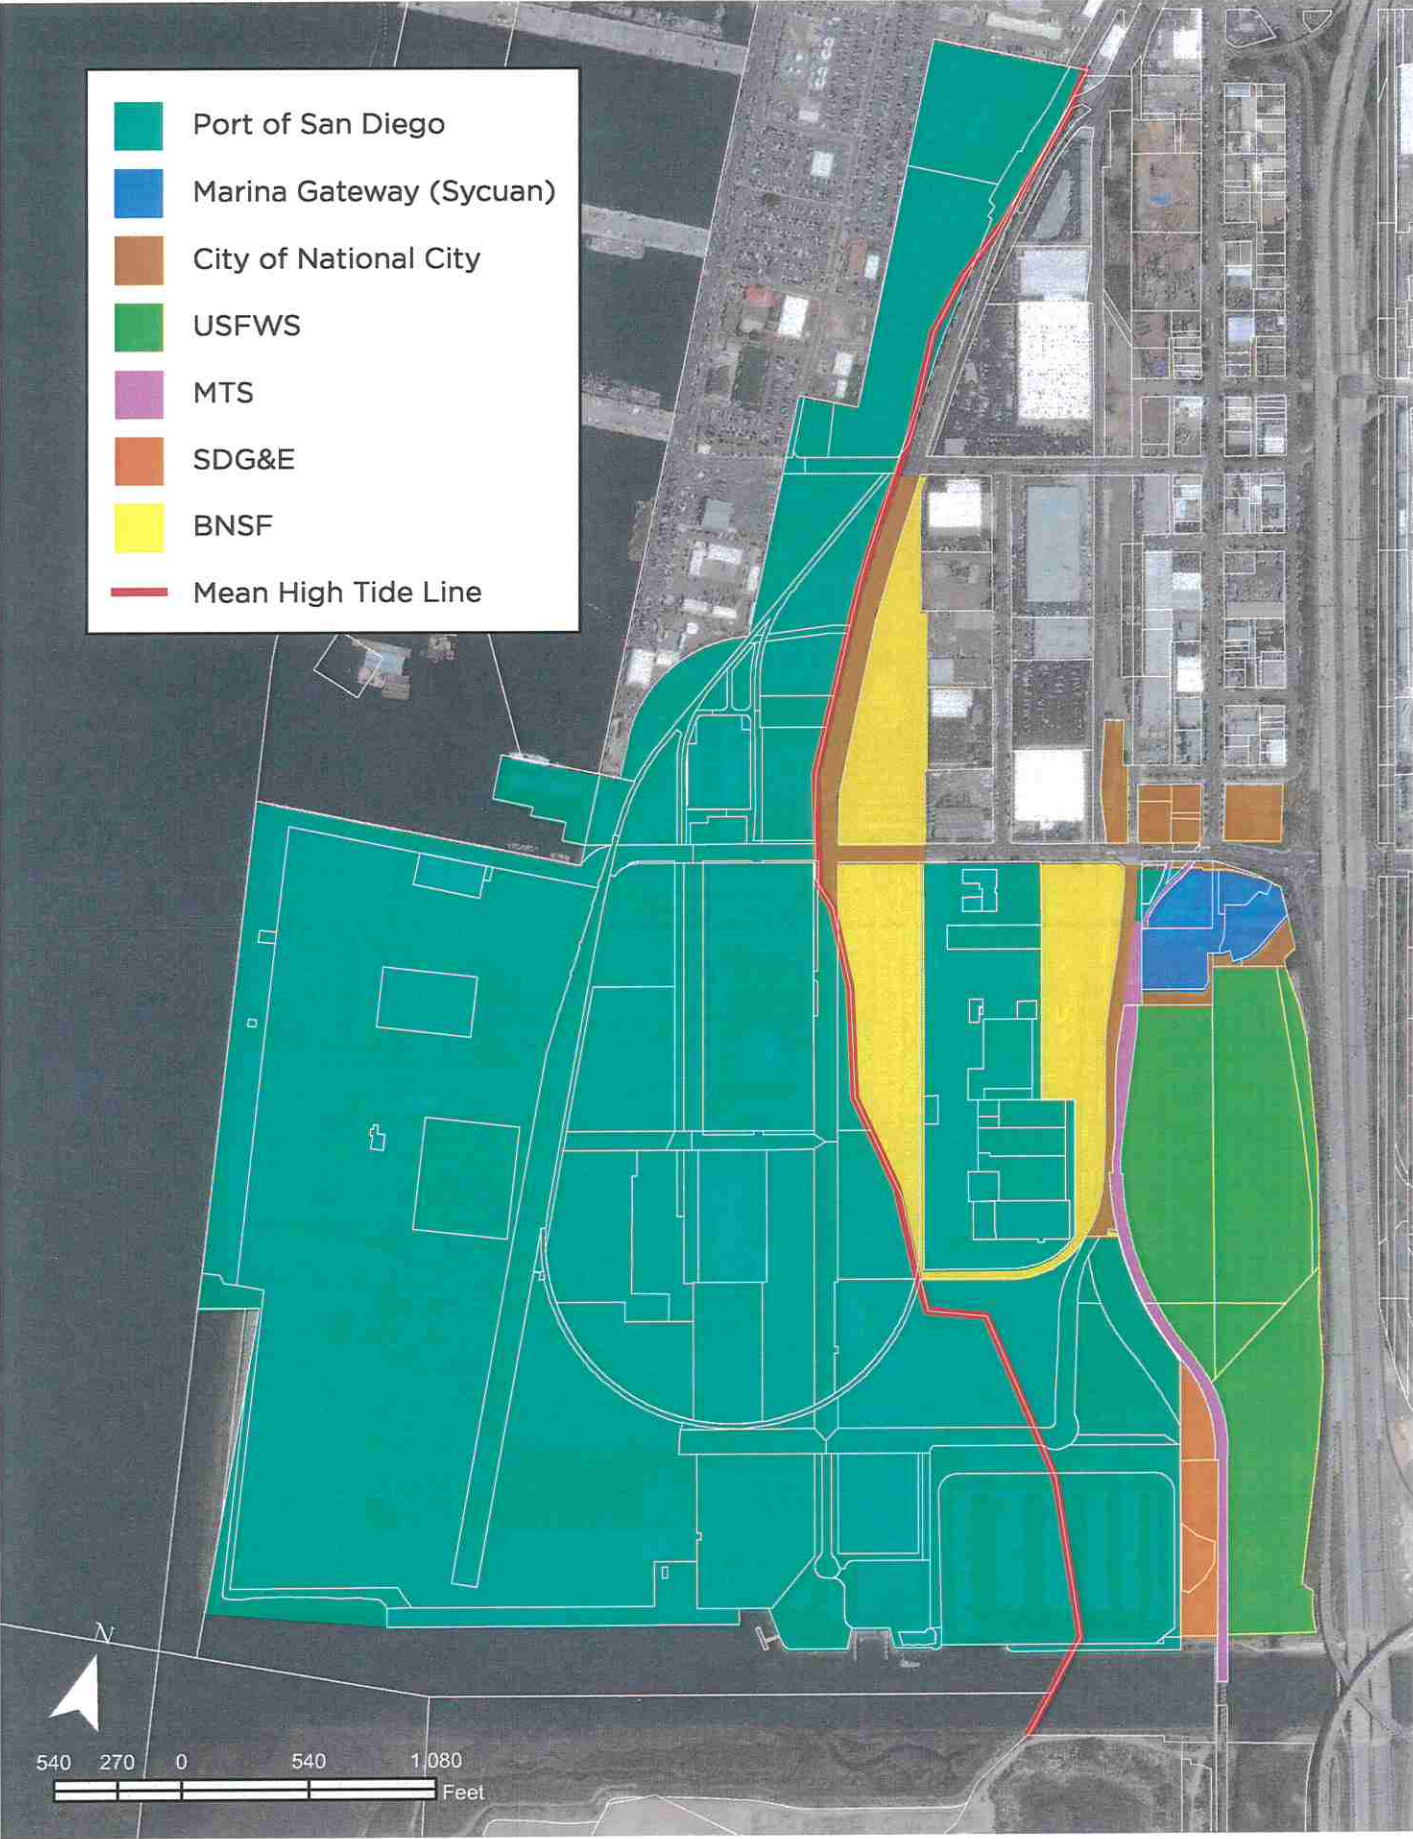 Port of San Diego
Marina Gateway (Sycuan)
City of National City
USFWS
MTS
SDG&E
BNSF
Mean High Tide Line
N
540 270 0 540 1,080
Feet